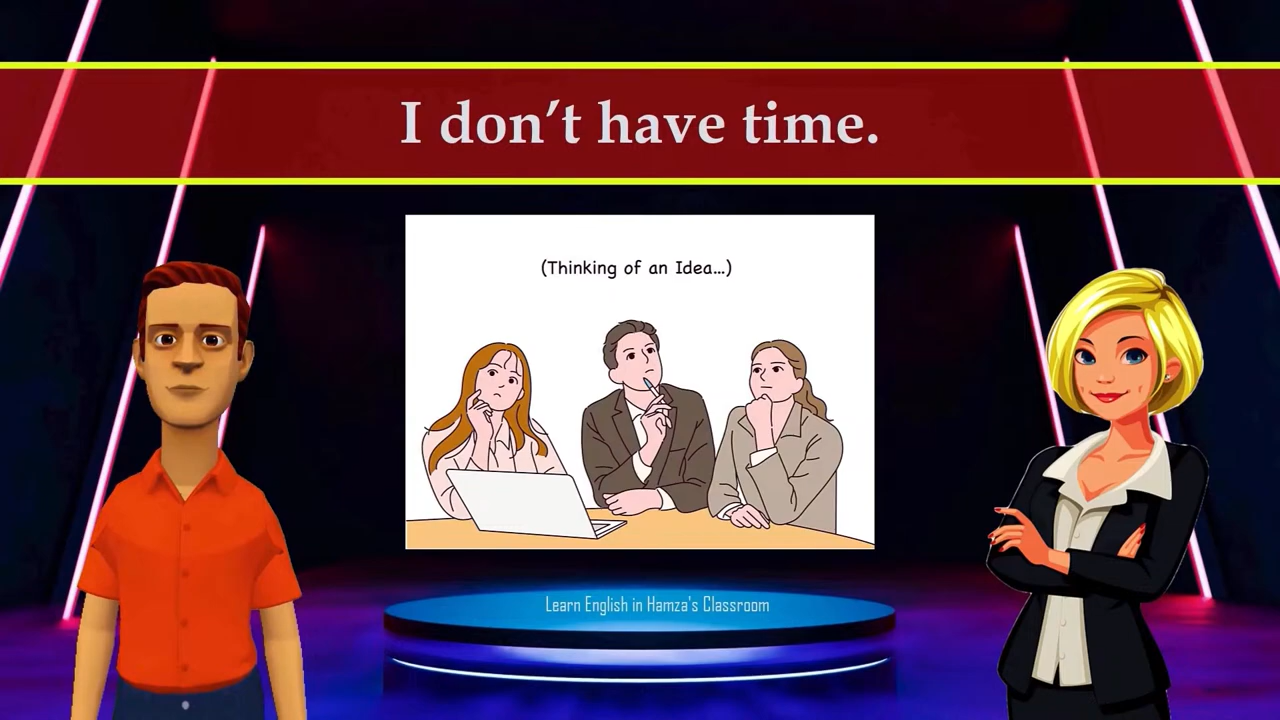 I don’t have time.
(Thinking of an Idea...)
Learn English in Hamza's Classroom